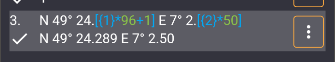 3. N 49° 24.[{1}*96+1] E 7° 2.[{2}*50]
N 49° 24.289 E 7° 2.50